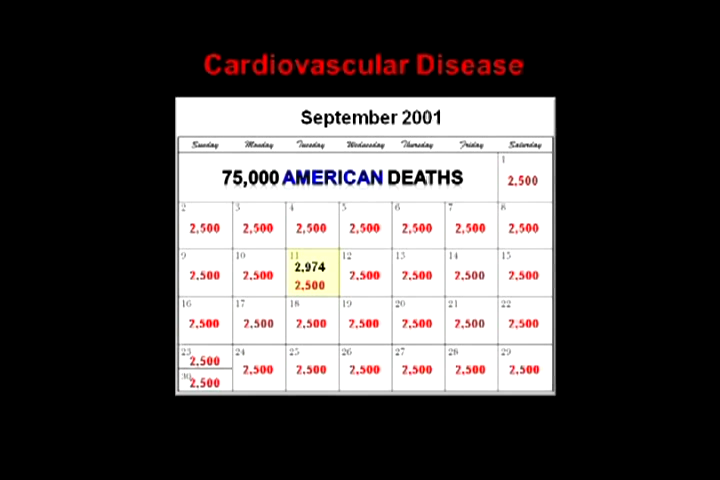 Cardiovascular Disease
September 2001
Sunday Monday Tuesday Wednesday Thursday Friday Saturday
75,000 AMERICAN DEATHS
1
2,500
2 3 4 5 6 7 8
2,500 2,500 2,500 2,500 2,500 2,500 2,500
9 10 11 12 13 14 15
2,974
2,500 2,500 2,500 2,500 2,500 2,500 2,500
16 17 18 19 20 21 22
2,500 2,500 2,500 2,500 2,500 2,500 2,500
23 24 25 26 27 28 29
2,500
2,500 2,500 2,500 2,500 2,500 2,500
30
2,500